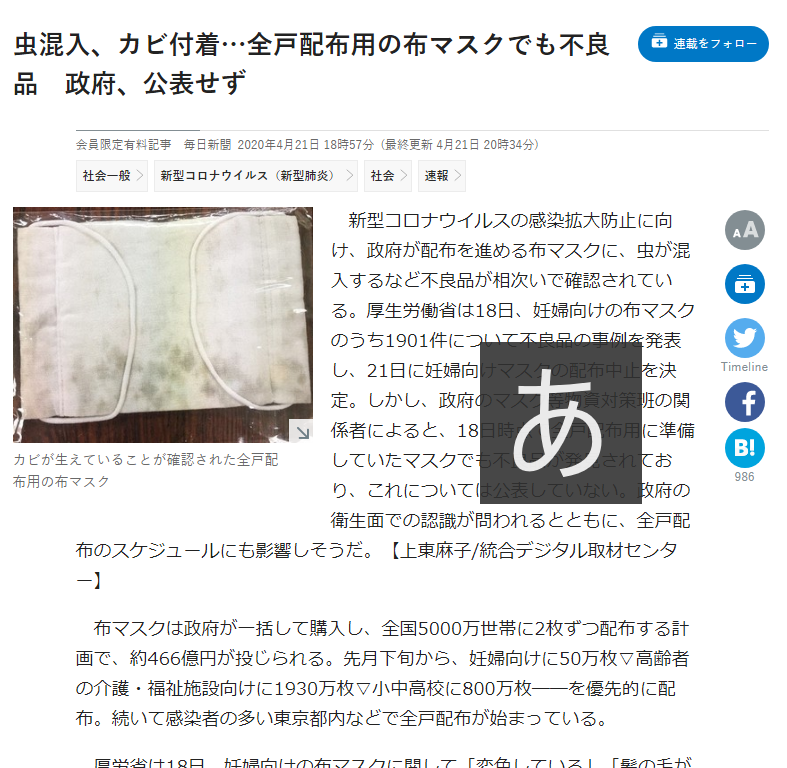 虫混入、カビ付着…全戸配布用の布マスクでも不良
品　政府、公表せず
連載をフォロー
会員限定有料記事　毎日新聞 2020年4月21日 18時57分 (最終更新 4月21日 20時34分)
社会一般 新型コロナウイルス（新型肺炎） 社会 速報
新型コロナウイルスの感染拡大防止に向
け、政府が配布を進める布マスクに、虫が混
入するなど不良品が相次いで確認されてい
る。厚生労働省は18日、妊婦向けの布マスク
のうち1901件について不良品の事例を発表
し、21日に妊婦向けマスクの配布中止を決
定。しかし、政府のマスク等物資対策班の関
係者によると、18日時点で全戸配布用に準備
していたマスクでも不良品が発見されてお
り、これについては公表していない。政府の
衛生面での認識が問われるとともに、全戸配
布のスケジュールにも影響しそうだ。【上東麻子/統合デジタル取材センタ
ー】
カビが生えていることが確認された全戸配
布用の布マスク
あ
AA
Timeline
f
B!
986
布マスクは政府が一括して購入し、全国5000万世帯に2枚ずつ配布する計
画で、約466億円が投じられる。先月下旬から、妊婦向けに50万枚▽高齢者
の介護・福祉施設向けに1930万枚▽小中高校に800万枚――を優先的に配
布。続いて感染者の多い東京都内などで全戸配布が始まっている。
厚労省は18日、妊婦向けの布マスクに関して「変色している」「髪の毛が